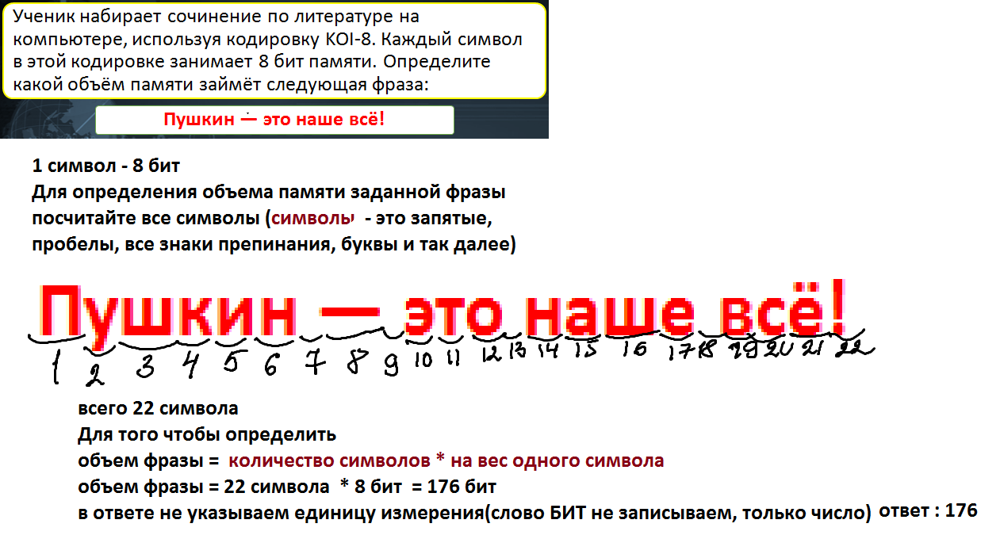 Ученик набирает сочинение по литературе на
компьютере, используя кодировку KOI-8. Каждый символ
в этой кодировке занимает 8 бит памяти. Определите
какой объём памяти займёт следующая фраза:
Пушкин — это наше всё!
1 символ - 8 бит
Для определения объема памяти заданной фразы
посчитайте все символы (символы - это запятые,
пробелы, все знаки препинания, буквы и так далее)
Пушкин — это наше всё!
1 2 3 4 5 6 7 8 9 10 11 12 13 14 15 16 17 18 19 20 21 22
всего 22 символа
Для того чтобы определить
объем фразы = количество символов * на вес одного символа
объем фразы = 22 символа * 8 бит = 176 бит
в ответе не указываем единицу измерения(слово БИТ не записываем, только число) ответ : 176